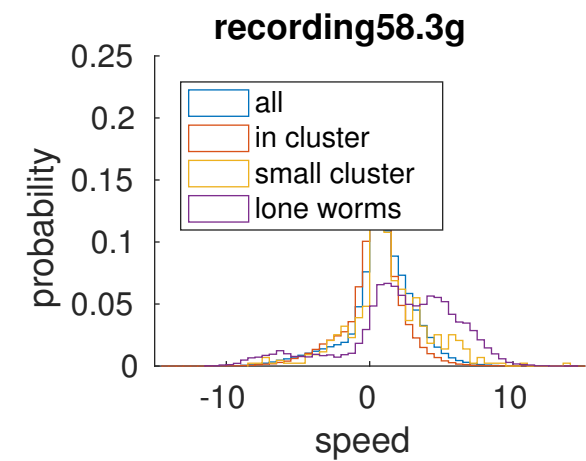 recording58.3g
0.25
0.2
0.15
0.1
0.05
0
probability
all
in cluster
small cluster
lone worms
-10
0
10
speed